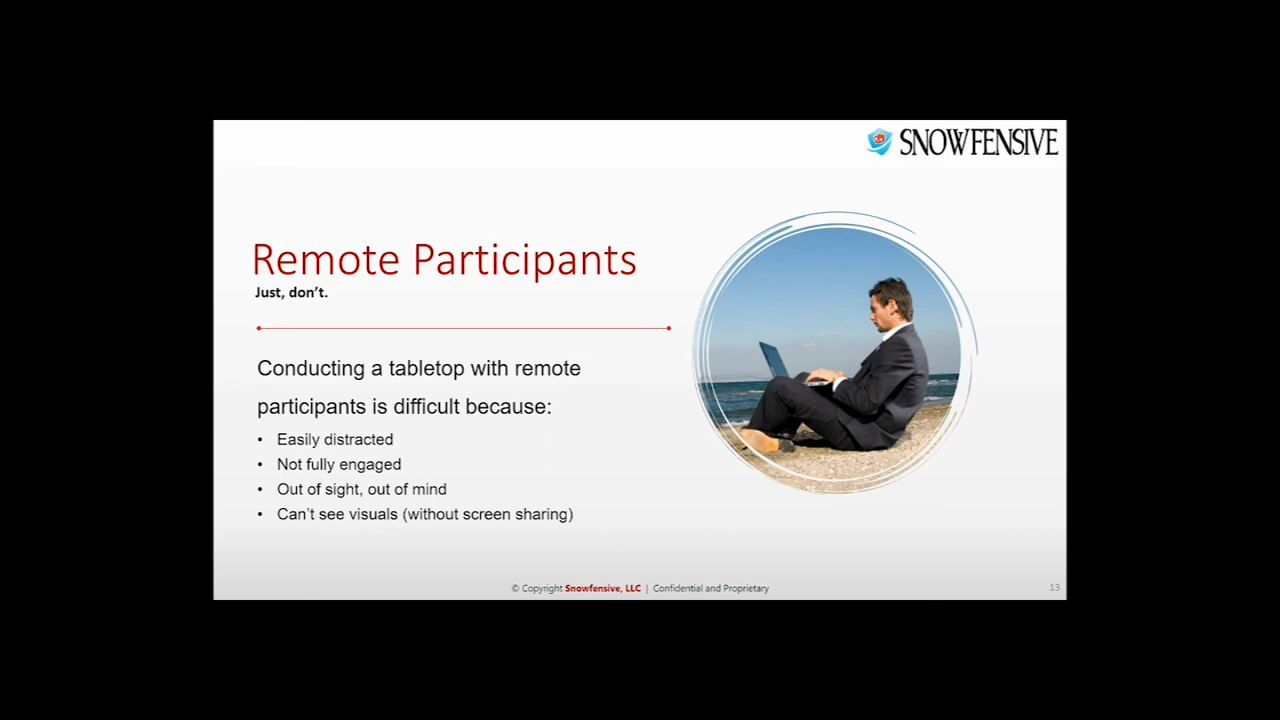 SNOWFENSIVE
Remote Participants
Just, don't.
Conducting a tabletop with remote
participants is difficult because:
• Easily distracted
• Not fully engaged
• Out of sight, out of mind
• Can't see visuals (without screen sharing)
© Copyright Snowfensive, LLC | Confidential and Proprietary
13